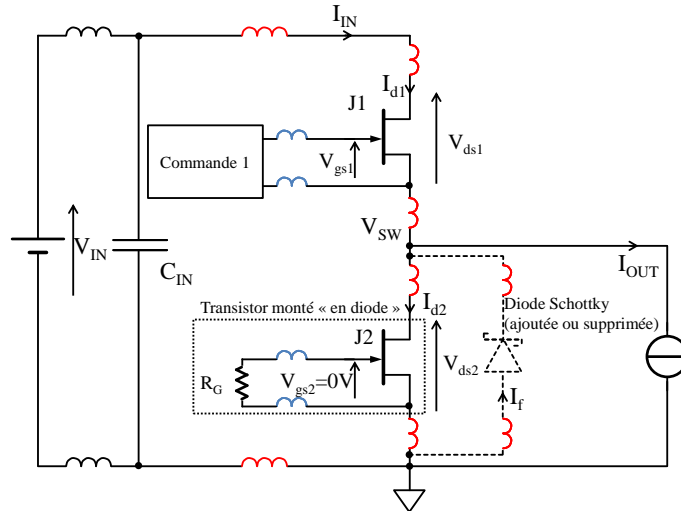 I_IN
I_d1
J1
V_ds1
Commande 1
V_gs1
V_SW
V_IN
C_IN
I_OUT
Transistor monté « en diode »
I_d2
Diode Schottky
(ajoutée ou supprimée)
J2
V_ds2
R_G
V_gs2=0V
I_f